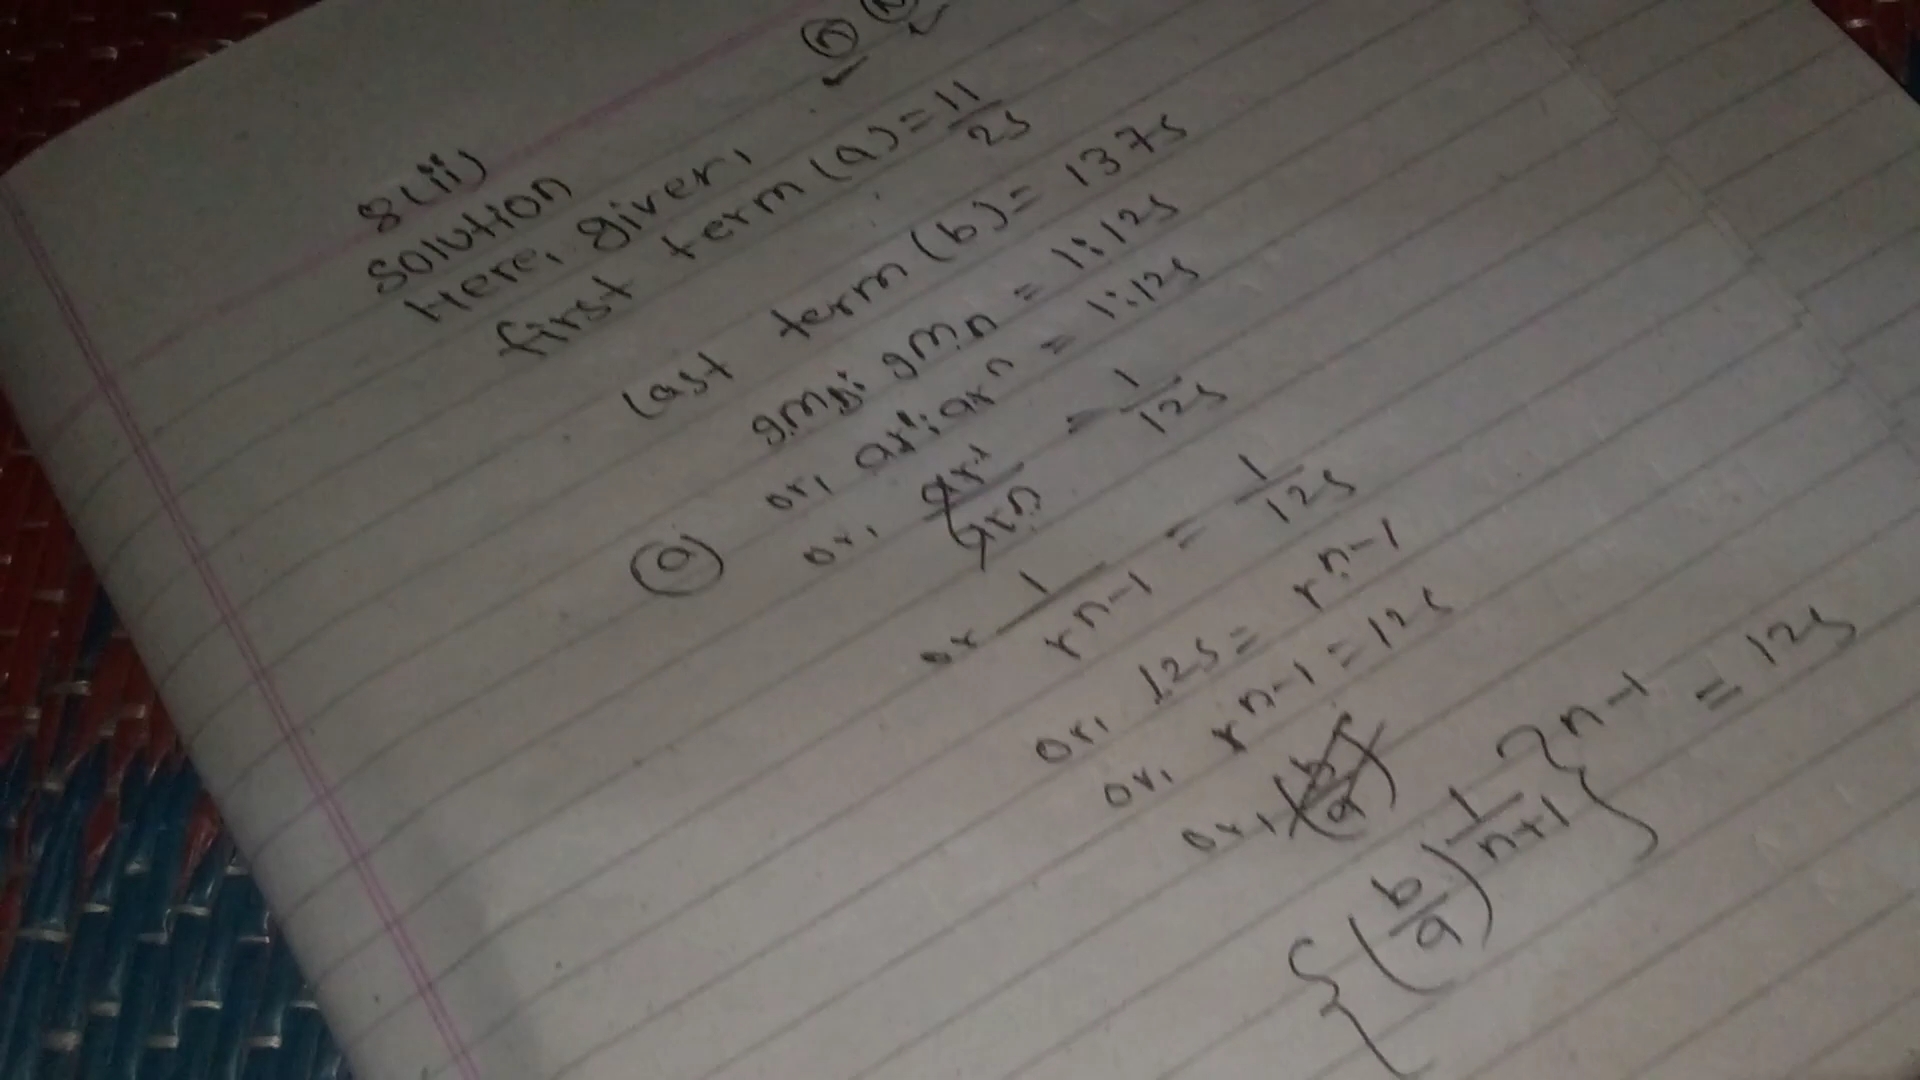 8(ii)
Solution
Here, given,
first term (a) = 11/25
Last term (b) = 1375
gm1: gmn = 1:125
(a)
or, ar¹: arⁿ = 1:125
or, ar¹/arⁿ = 1/125
or 1/rⁿ⁻¹ = 1/125
or, 125 = rⁿ⁻¹
or, rⁿ⁻¹ = 125
or, (b/a)
{(b/a)^(1/(n+1))}ⁿ⁻¹ = 125